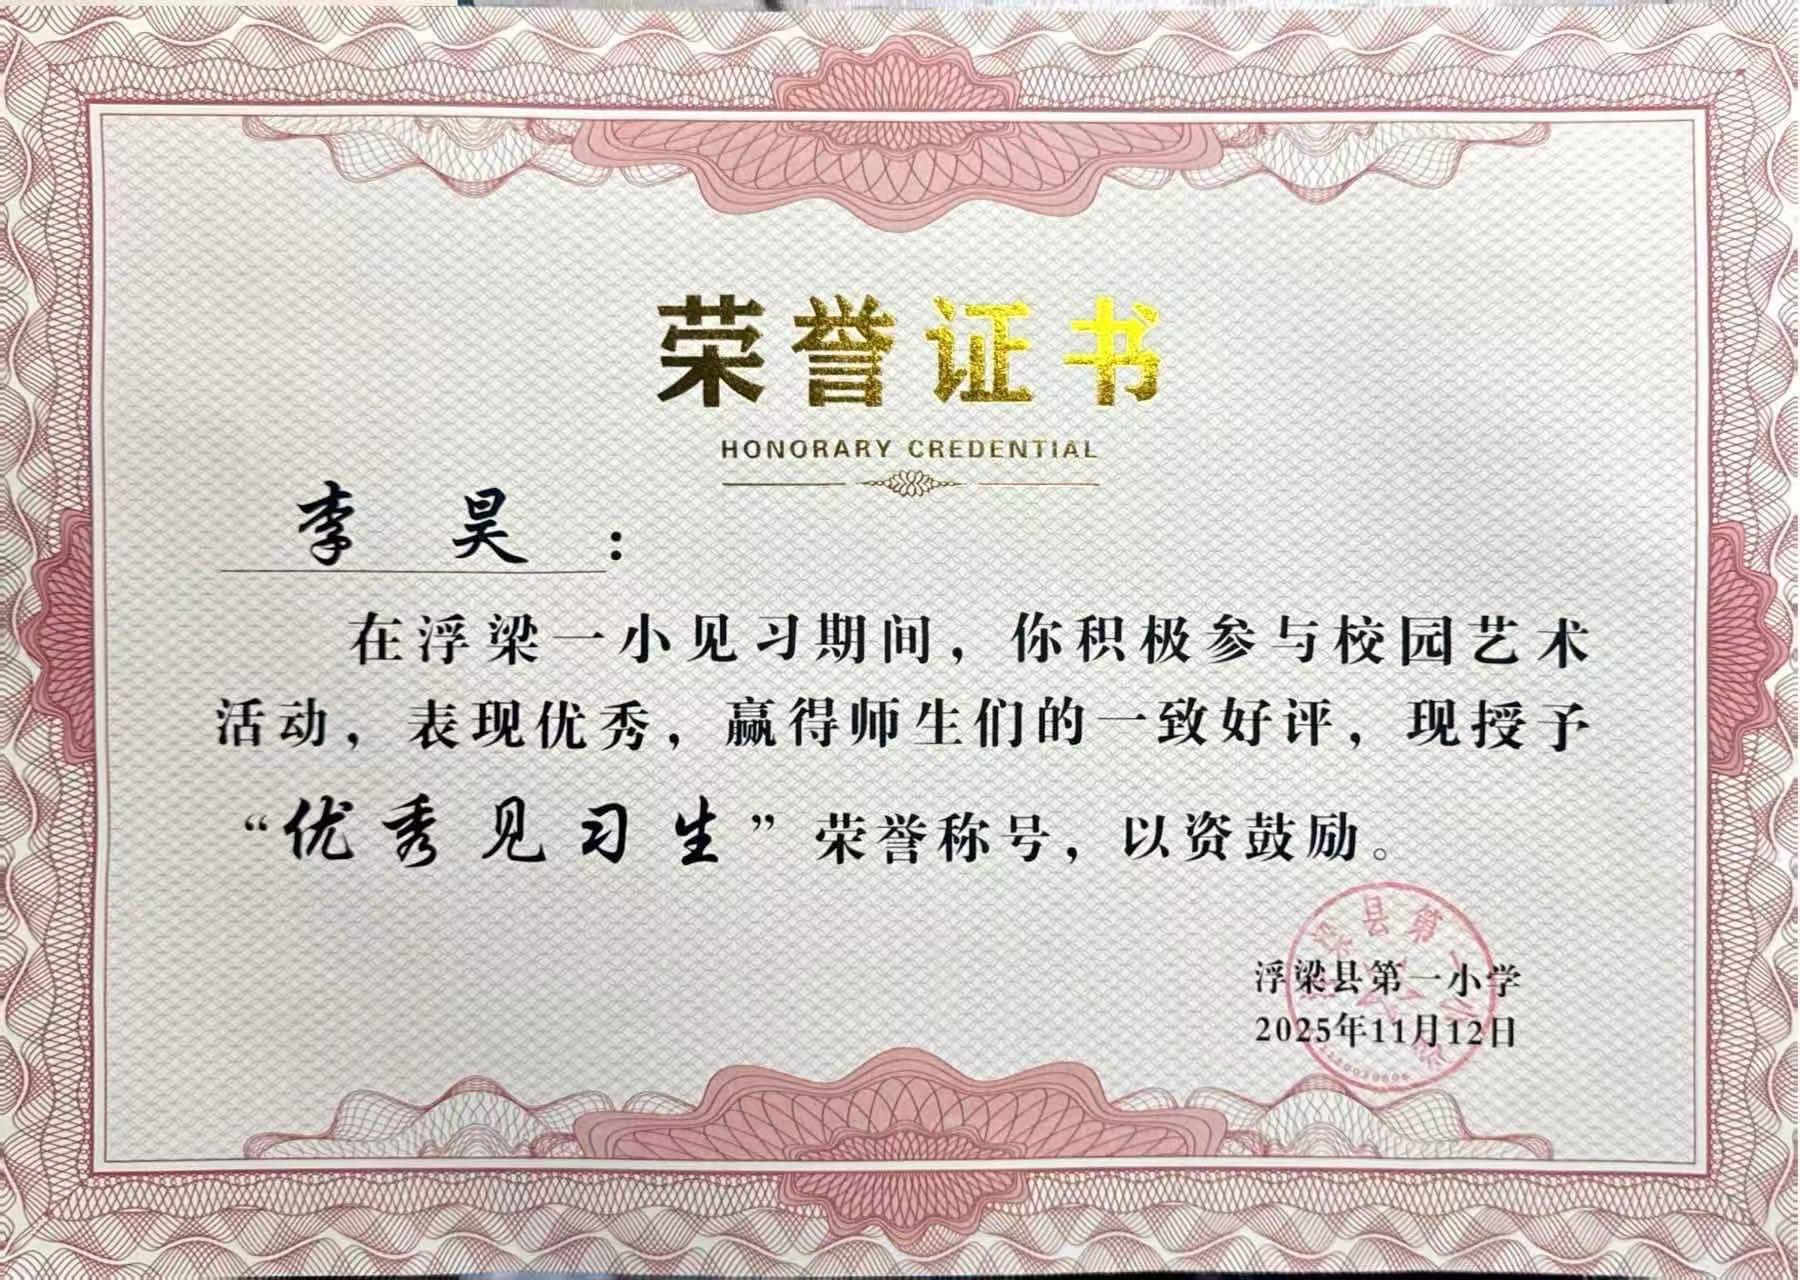 荣誉证书
HONORARY CREDENTIAL
李 昊 :
在浮梁一小见习期间，你积极参与校园艺术
活动，表现优秀，赢得师生们的一致好评，现授予
“优秀见习生”荣誉称号，以资鼓励。
县第一
浮梁县第一小学
2025年11月12日